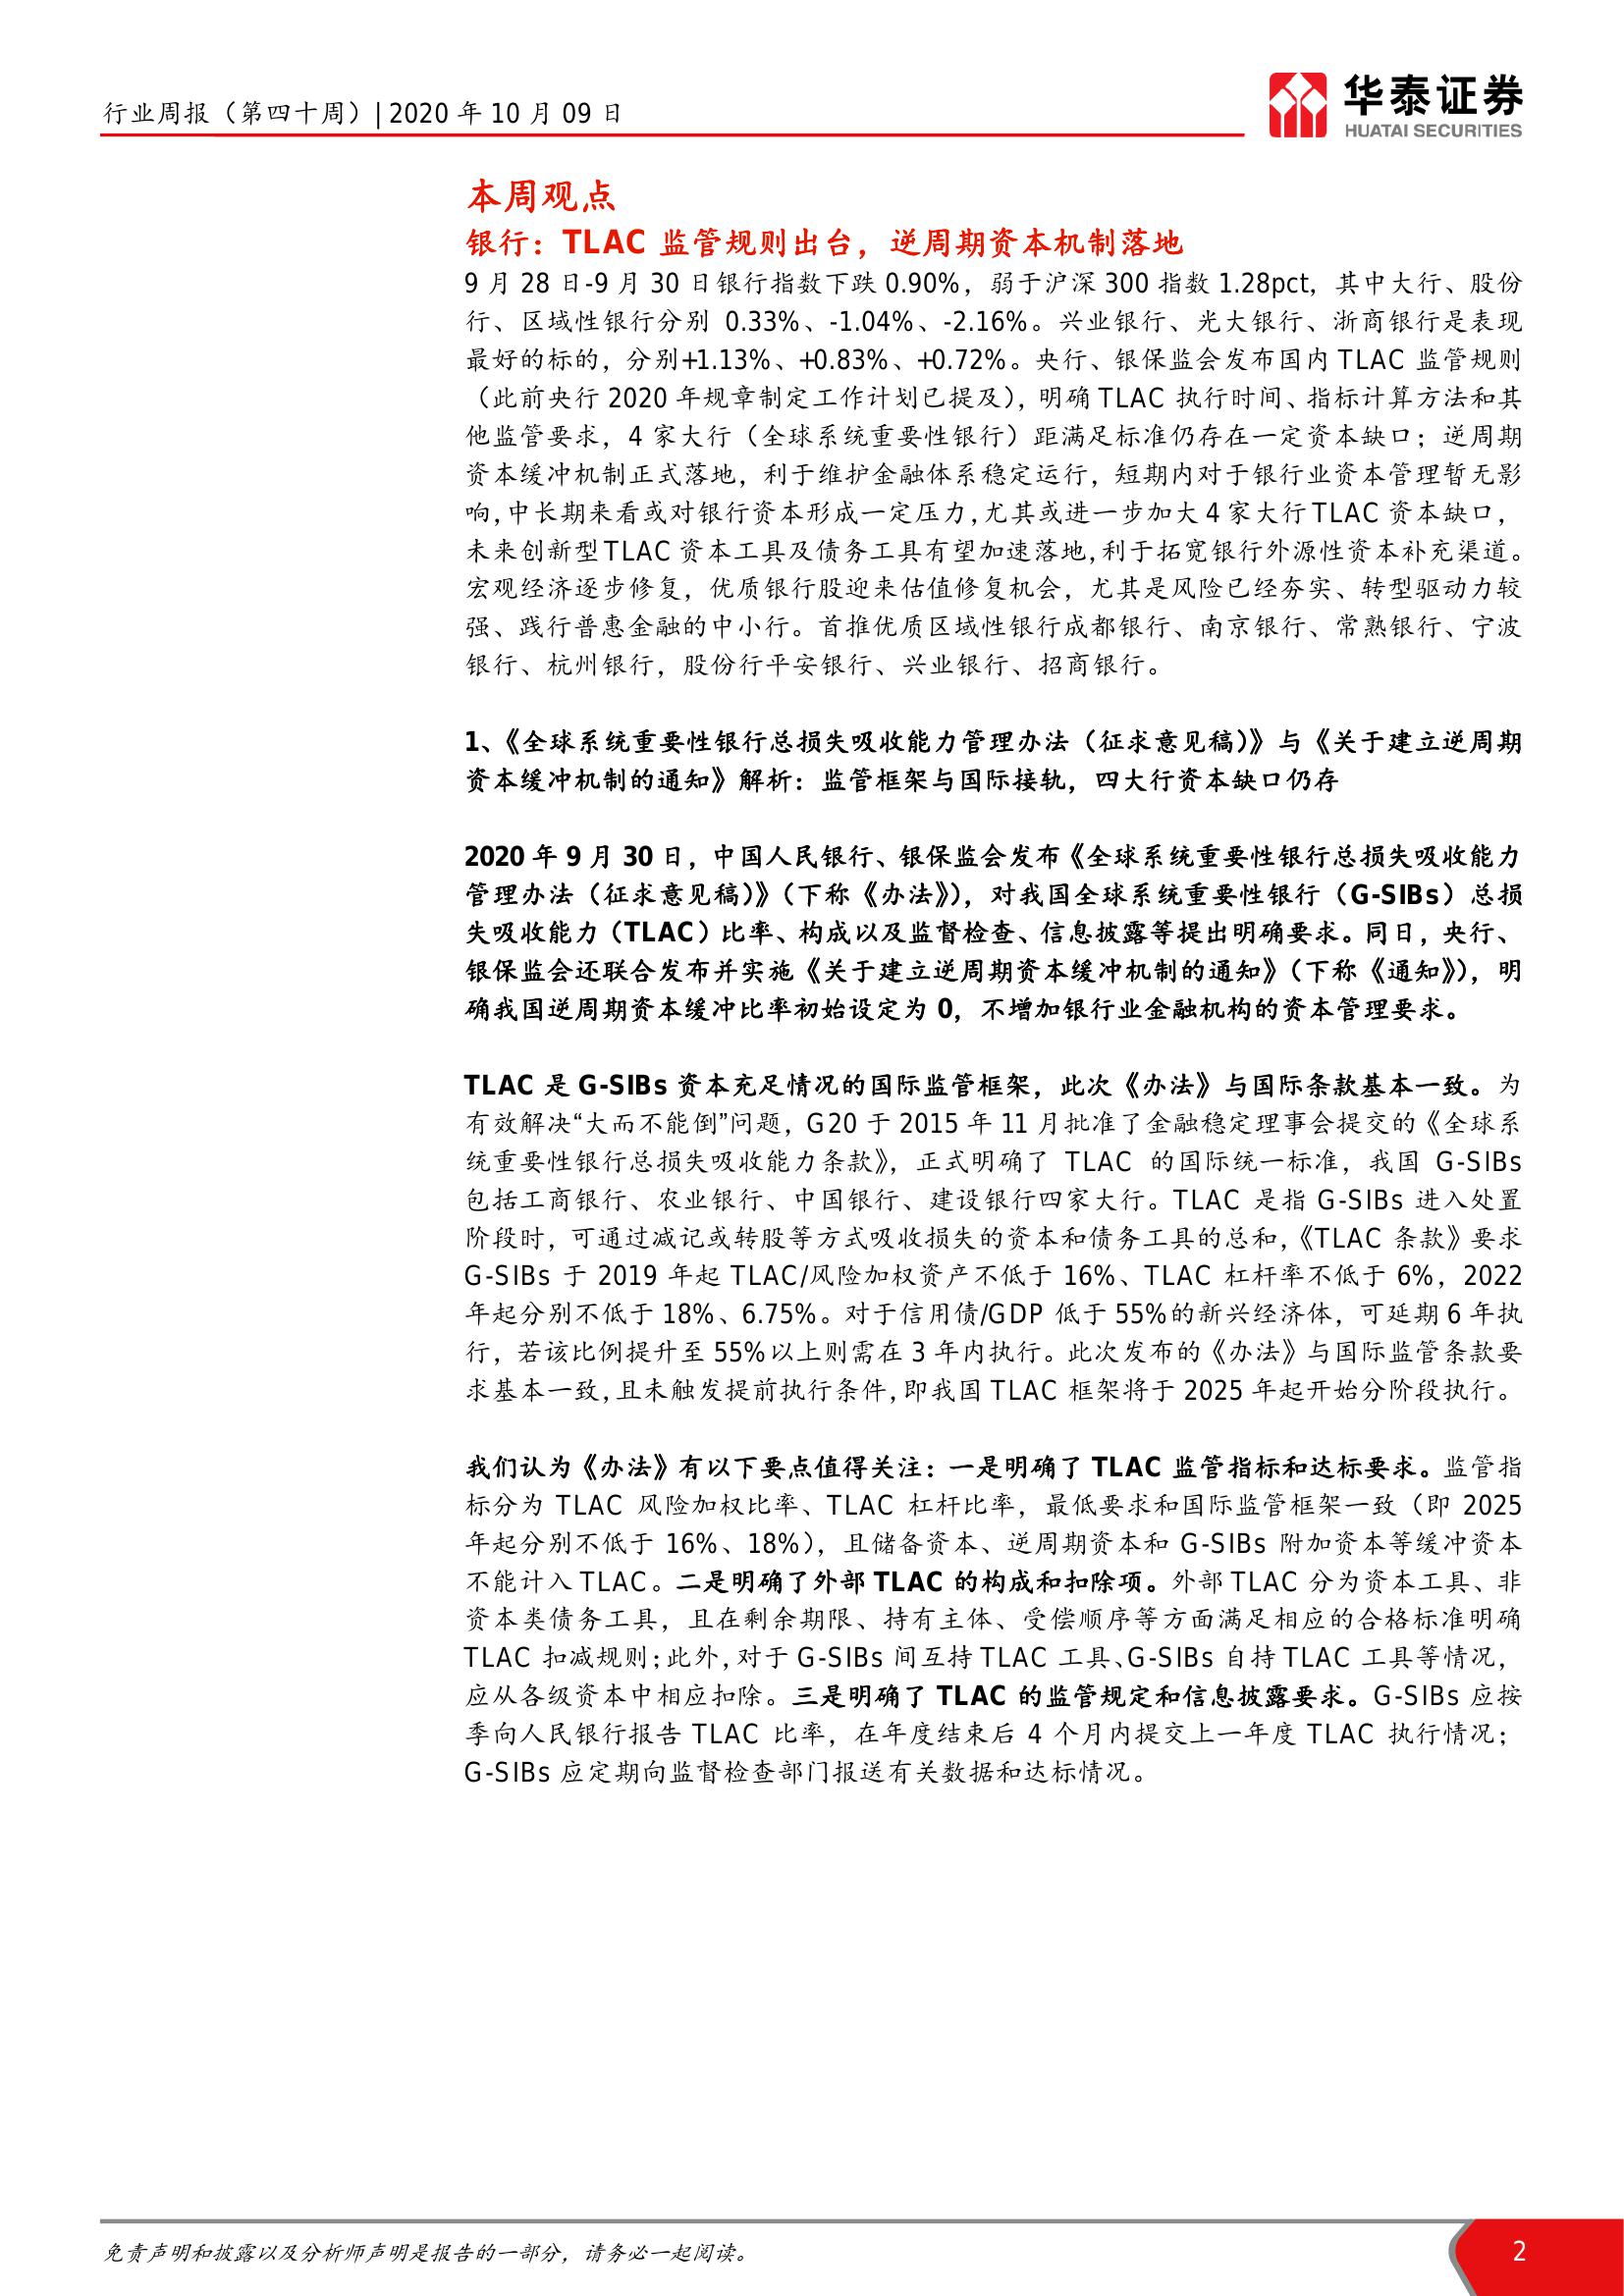 行业周报（第四十周）| 2020 年 10 月 09 日
华泰证券
HUATAI SECURITIES
本周观点
银行：TLAC 监管规则出台，逆周期资本机制落地
9 月 28 日-9 月 30 日银行指数下跌 0.90%，弱于沪深 300 指数 1.28pct，其中大行、股份
行、区域性银行分别 0.33%、-1.04%、-2.16%。兴业银行、光大银行、浙商银行是表现
最好的标的，分别+1.13%、+0.83%、+0.72%。央行、银保监会发布国内 TLAC 监管规则
（此前央行 2020 年规章制定工作计划已提及），明确 TLAC 执行时间、指标计算方法和其
他监管要求，4 家大行（全球系统重要性银行）距满足标准仍存在一定资本缺口；逆周期
资本缓冲机制正式落地，利于维护金融体系稳定运行，短期内对于银行业资本管理暂无影
响，中长期来看或对银行资本形成一定压力，尤其或进一步加大 4 家大行 TLAC 资本缺口，
未来创新型 TLAC 资本工具及债务工具有望加速落地，利于拓宽银行外源性资本补充渠道。
宏观经济逐步修复，优质银行股迎来估值修复机会，尤其是风险已经夯实、转型驱动力较
强、践行普惠金融的中小行。首推优质区域性银行成都银行、南京银行、常熟银行、宁波
银行、杭州银行，股份行平安银行、兴业银行、招商银行。
1、《全球系统重要性银行总损失吸收能力管理办法（征求意见稿）》与《关于建立逆周期
资本缓冲机制的通知》解析：监管框架与国际接轨，四大行资本缺口仍存
2020 年 9 月 30 日，中国人民银行、银保监会发布《全球系统重要性银行总损失吸收能力
管理办法（征求意见稿）》（下称《办法》），对我国全球系统重要性银行（G-SIBs）总损
失吸收能力（TLAC）比率、构成以及监督检查、信息披露等提出明确要求。同日，央行、
银保监会还联合发布并实施《关于建立逆周期资本缓冲机制的通知》（下称《通知》），明
确我国逆周期资本缓冲比率初始设定为 0，不增加银行业金融机构的资本管理要求。
TLAC 是 G-SIBs 资本充足情况的国际监管框架，此次《办法》与国际条款基本一致。为
有效解决“大而不能倒”问题，G20 于 2015 年 11 月批准了金融稳定理事会提交的《全球系
统重要性银行总损失吸收能力条款》，正式明确了 TLAC 的国际统一标准，我国 G-SIBs
包括工商银行、农业银行、中国银行、建设银行四家大行。TLAC 是指 G-SIBs 进入处置
阶段时，可通过减记或转股等方式吸收损失的资本和债务工具的总和，《TLAC 条款》要求
G-SIBs 于 2019 年起 TLAC/风险加权资产不低于 16%、TLAC 杠杆率不低于 6%，2022
年起分别不低于 18%、6.75%。对于信用债/GDP 低于 55%的新兴经济体，可延期 6 年执
行，若该比例提升至 55%以上则需在 3 年内执行。此次发布的《办法》与国际监管条款要
求基本一致，且未触发提前执行条件，即我国 TLAC 框架将于 2025 年起开始分阶段执行。
我们认为《办法》有以下要点值得关注：一是明确了 TLAC 监管指标和达标要求。监管指
标分为 TLAC 风险加权比率、TLAC 杠杆比率，最低要求和国际监管框架一致（即 2025
年起分别不低于 16%、18%），且储备资本、逆周期资本和 G-SIBs 附加资本等缓冲资本
不能计入 TLAC。二是明确了外部 TLAC 的构成和扣除项。外部 TLAC 分为资本工具、非
资本类债务工具，且在剩余期限、持有主体、受偿顺序等方面满足相应的合格标准明确
TLAC 扣减规则；此外，对于 G-SIBs 间互持 TLAC 工具、G-SIBs 自持 TLAC 工具等情况，
应从各级资本中相应扣除。三是明确了 TLAC 的监管规定和信息披露要求。G-SIBs 应按
季向人民银行报告 TLAC 比率，在年度结束后 4 个月内提交上一年度 TLAC 执行情况；
G-SIBs 应定期向监督检查部门报送有关数据和达标情况。
免责声明和披露以及分析师声明是报告的一部分，请务必一起阅读。
2